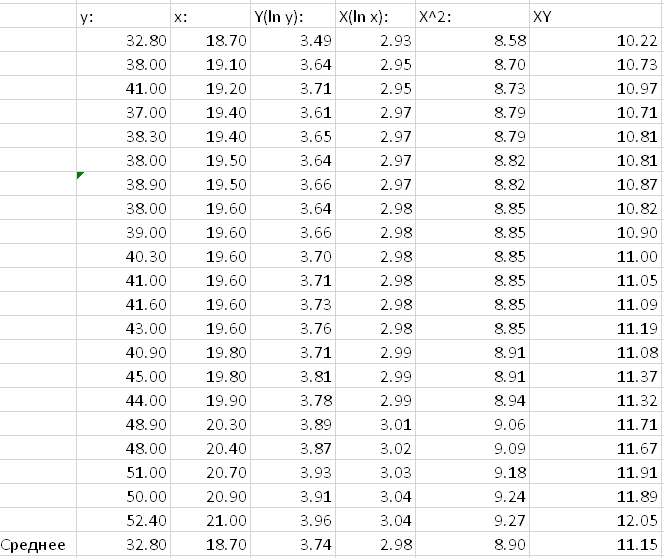 y: x: Y(ln y): X(ln x): X^2: XY
32.80 18.70 3.49 2.93 8.58 10.22
38.00 19.10 3.64 2.95 8.70 10.73
41.00 19.20 3.71 2.95 8.73 10.97
37.00 19.40 3.61 2.97 8.79 10.71
38.30 19.40 3.65 2.97 8.79 10.81
38.00 19.50 3.64 2.97 8.82 10.81
38.90 19.50 3.66 2.97 8.82 10.87
38.00 19.60 3.64 2.98 8.85 10.82
39.00 19.60 3.66 2.98 8.85 10.90
40.30 19.60 3.70 2.98 8.85 11.00
41.00 19.60 3.71 2.98 8.85 11.05
41.60 19.60 3.73 2.98 8.85 11.09
43.00 19.60 3.76 2.98 8.85 11.19
40.90 19.80 3.71 2.99 8.91 11.08
45.00 19.80 3.81 2.99 8.91 11.37
44.00 19.90 3.78 2.99 8.94 11.32
48.90 20.30 3.89 3.01 9.06 11.71
48.00 20.40 3.87 3.02 9.09 11.67
51.00 20.70 3.93 3.03 9.18 11.91
50.00 20.90 3.91 3.04 9.24 11.89
52.40 21.00 3.96 3.04 9.27 12.05
Среднее 32.80 18.70 3.74 2.98 8.90 11.15